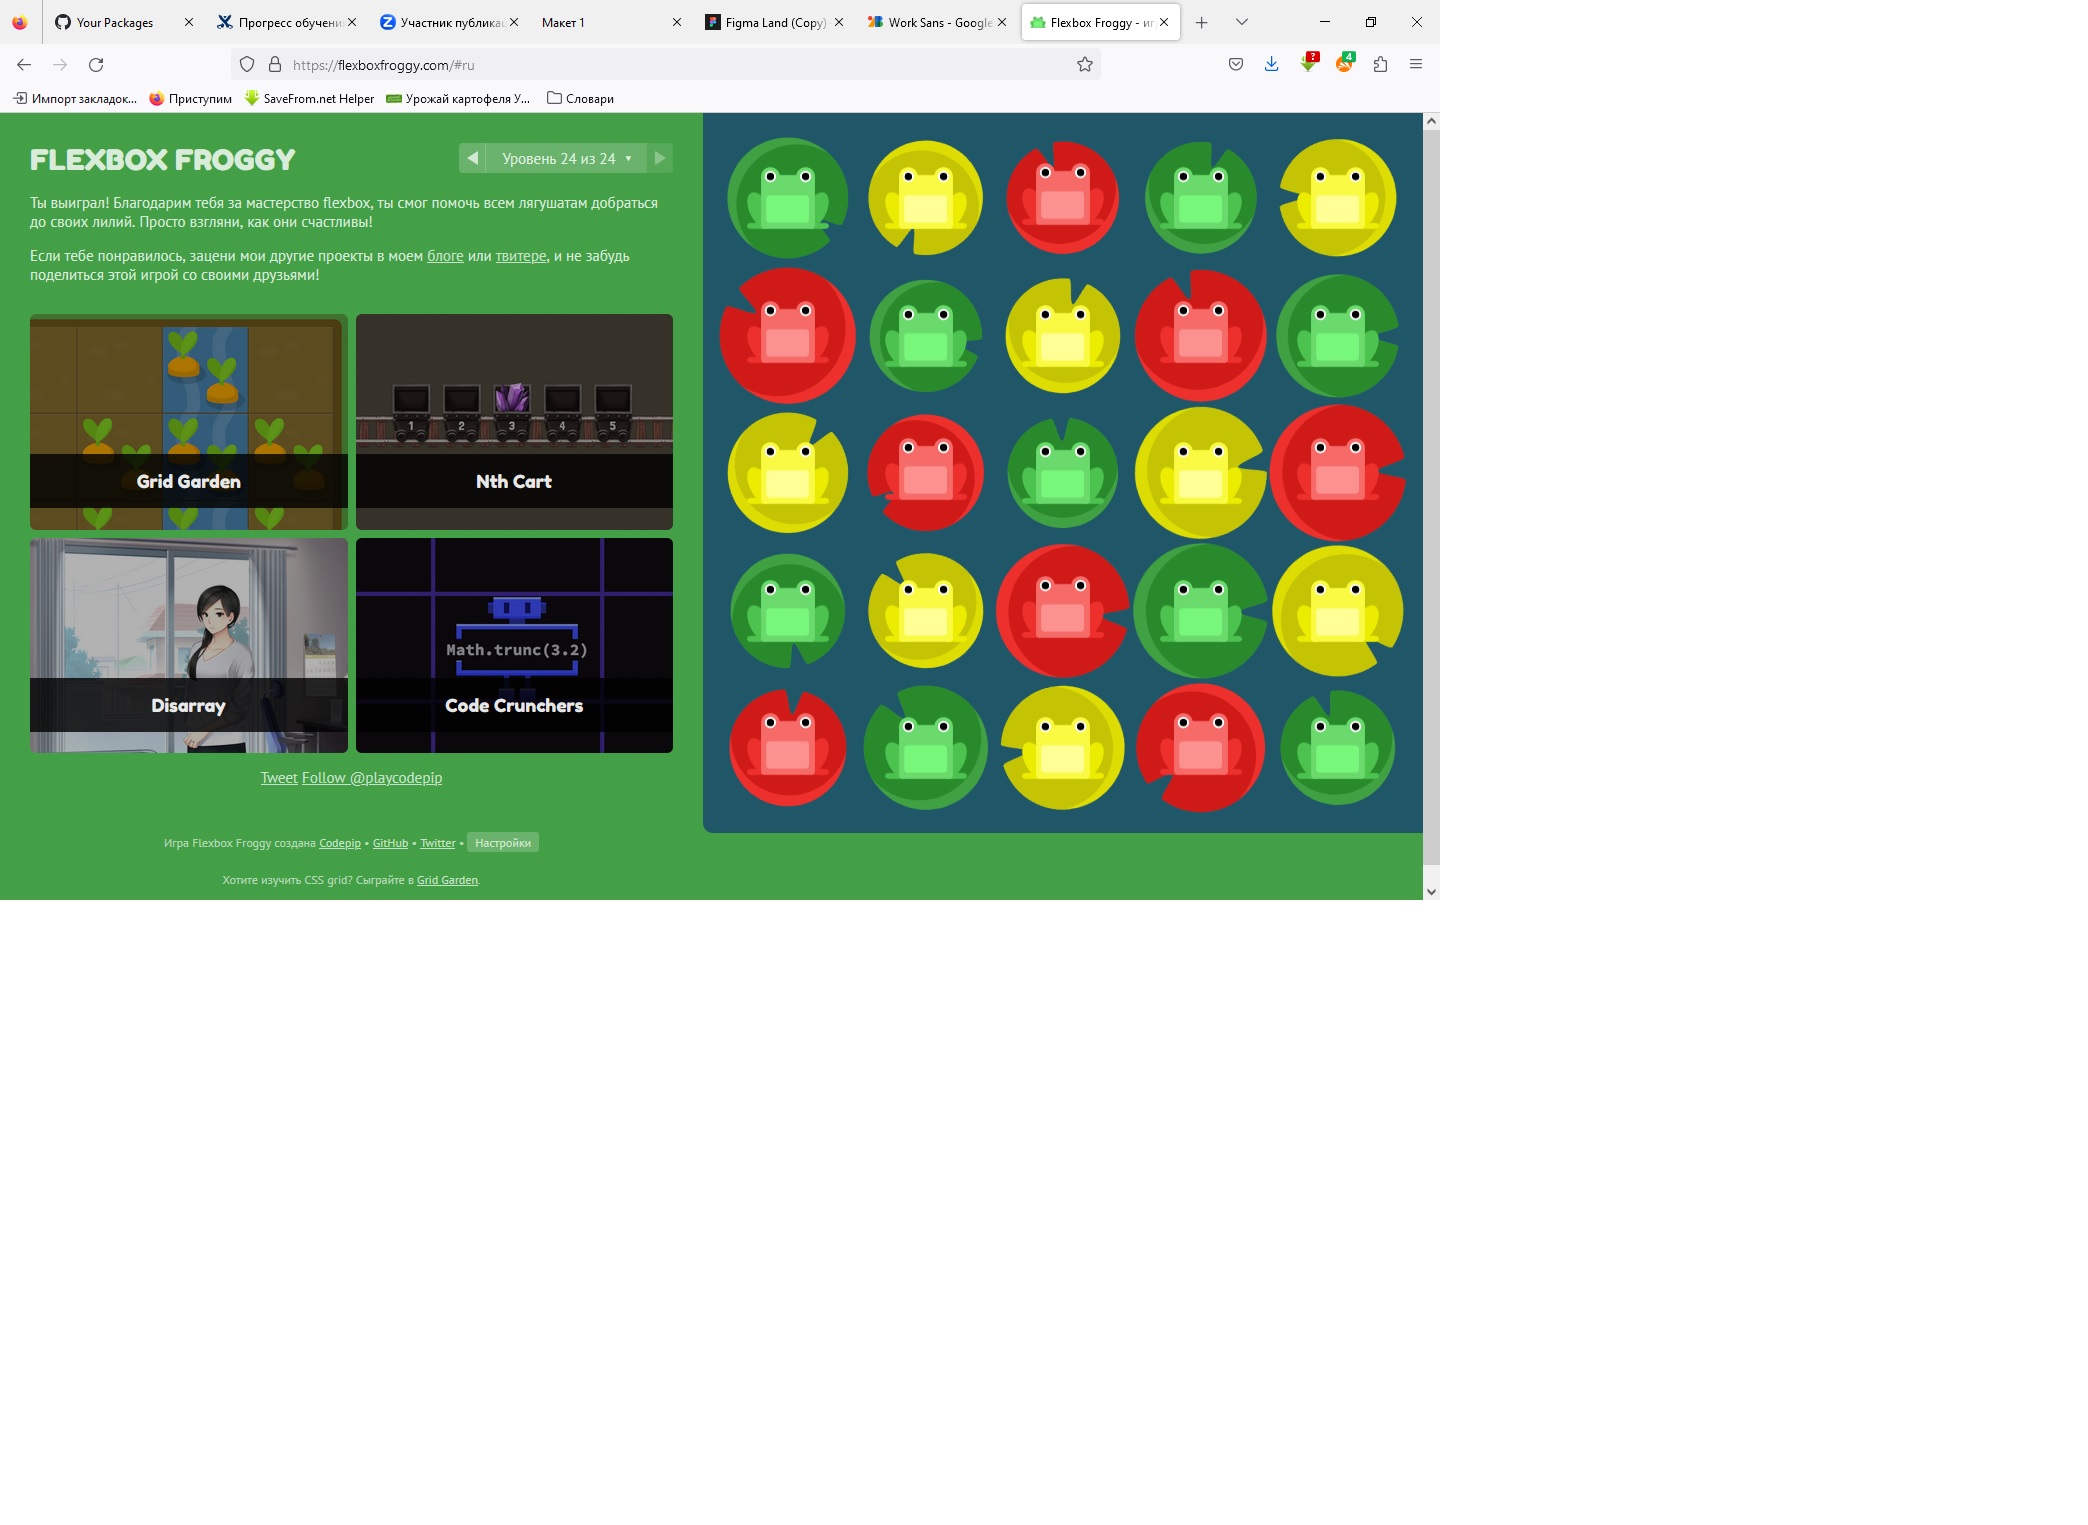 Your Packages
Прогресс обучени
Участник публика
Макет 1
Figma Land (Copy)
Work Sans - Google
Flexbox Froggy - иг
https://flexboxfroggy.com/#ru
?
4
Импорт закладок...
Приступим
SaveFrom.net Helper
Урожай картофеля У...
Словари
FLEXBOX FROGGY
Уровень 24 из 24
Ты выиграл! Благодарим тебя за мастерство flexbox, ты смог помочь всем лягушатам добраться
до своих лилий. Просто взгляни, как они счастливы!
Если тебе понравилось, зацени мои другие проекты в моем блоге или твитере, и не забудь
поделиться этой игрой со своими друзьями!
1 2 3 4 5
Grid Garden
Nth Cart
Math.trunc(3.2)
Disarray
Code Crunchers
Tweet Follow @playcodepip
Игра Flexbox Froggy создана Codepip • GitHub • Twitter • Настройки
Хотите изучить CSS grid? Сыграйте в Grid Garden.